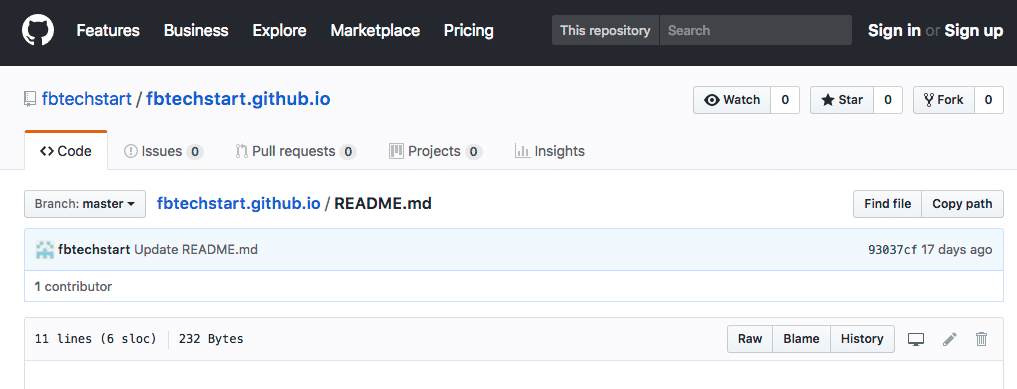 Features Business Explore Marketplace Pricing This repository Search Sign in or Sign up
fbtechstart / fbtechstart.github.io Watch 0 Star 0 Fork 0
Code Issues 0 Pull requests 0 Projects 0 Insights
Branch: master fbtechstart.github.io / README.md Find file Copy path
fbtechstart Update README.md 93037cf 17 days ago
1 contributor
11 lines (6 sloc) 232 Bytes Raw Blame History